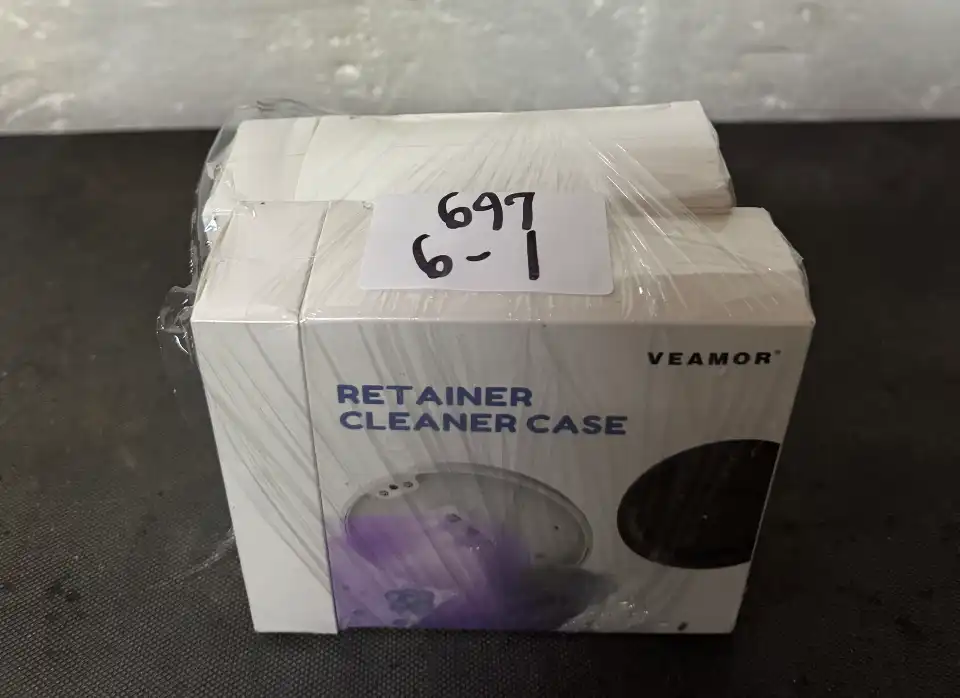 697
6-1
VEAMOR®
RETAINER
CLEANER CASE